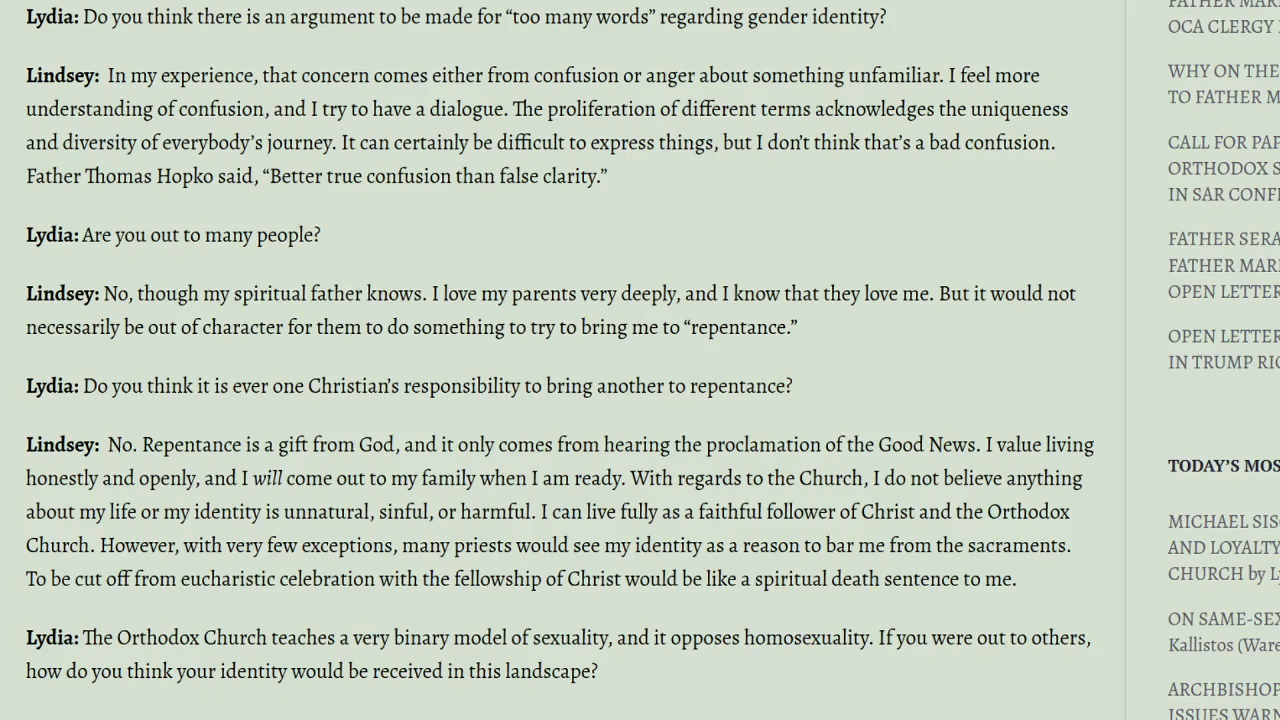 Lydia: Do you think there is an argument to be made for “too many words” regarding gender identity?
Lindsey: In my experience, that concern comes either from confusion or anger about something unfamiliar. I feel more
understanding of confusion, and I try to have a dialogue. The proliferation of different terms acknowledges the uniqueness
and diversity of everybody’s journey. It can certainly be difficult to express things, but I don’t think that’s a bad confusion.
Father Thomas Hopko said, “Better true confusion than false clarity.”
Lydia: Are you out to many people?
Lindsey: No, though my spiritual father knows. I love my parents very deeply, and I know that they love me. But it would not
necessarily be out of character for them to do something to try to bring me to “repentance.”
Lydia: Do you think it is ever one Christian’s responsibility to bring another to repentance?
Lindsey: No. Repentance is a gift from God, and it only comes from hearing the proclamation of the Good News. I value living
honestly and openly, and I will come out to my family when I am ready. With regards to the Church, I do not believe anything
about my life or my identity is unnatural, sinful, or harmful. I can live fully as a faithful follower of Christ and the Orthodox
Church. However, with very few exceptions, many priests would see my identity as a reason to bar me from the sacraments.
To be cut off from eucharistic celebration with the fellowship of Christ would be like a spiritual death sentence to me.
Lydia: The Orthodox Church teaches a very binary model of sexuality, and it opposes homosexuality. If you were out to others,
how do you think your identity would be received in this landscape?
FATHER
OCA CLERGY
WHY ON THE
TO FATHER
CALL FOR
ORTHODOX
IN SAR
FATHER
FATHER
OPEN LETTER
OPEN LETTER
IN TRUMP
TODAY’S
MICHAEL
AND LOYALTY
CHURCH by
ON
Kallistos
ARCHBISHOP
ISSUES